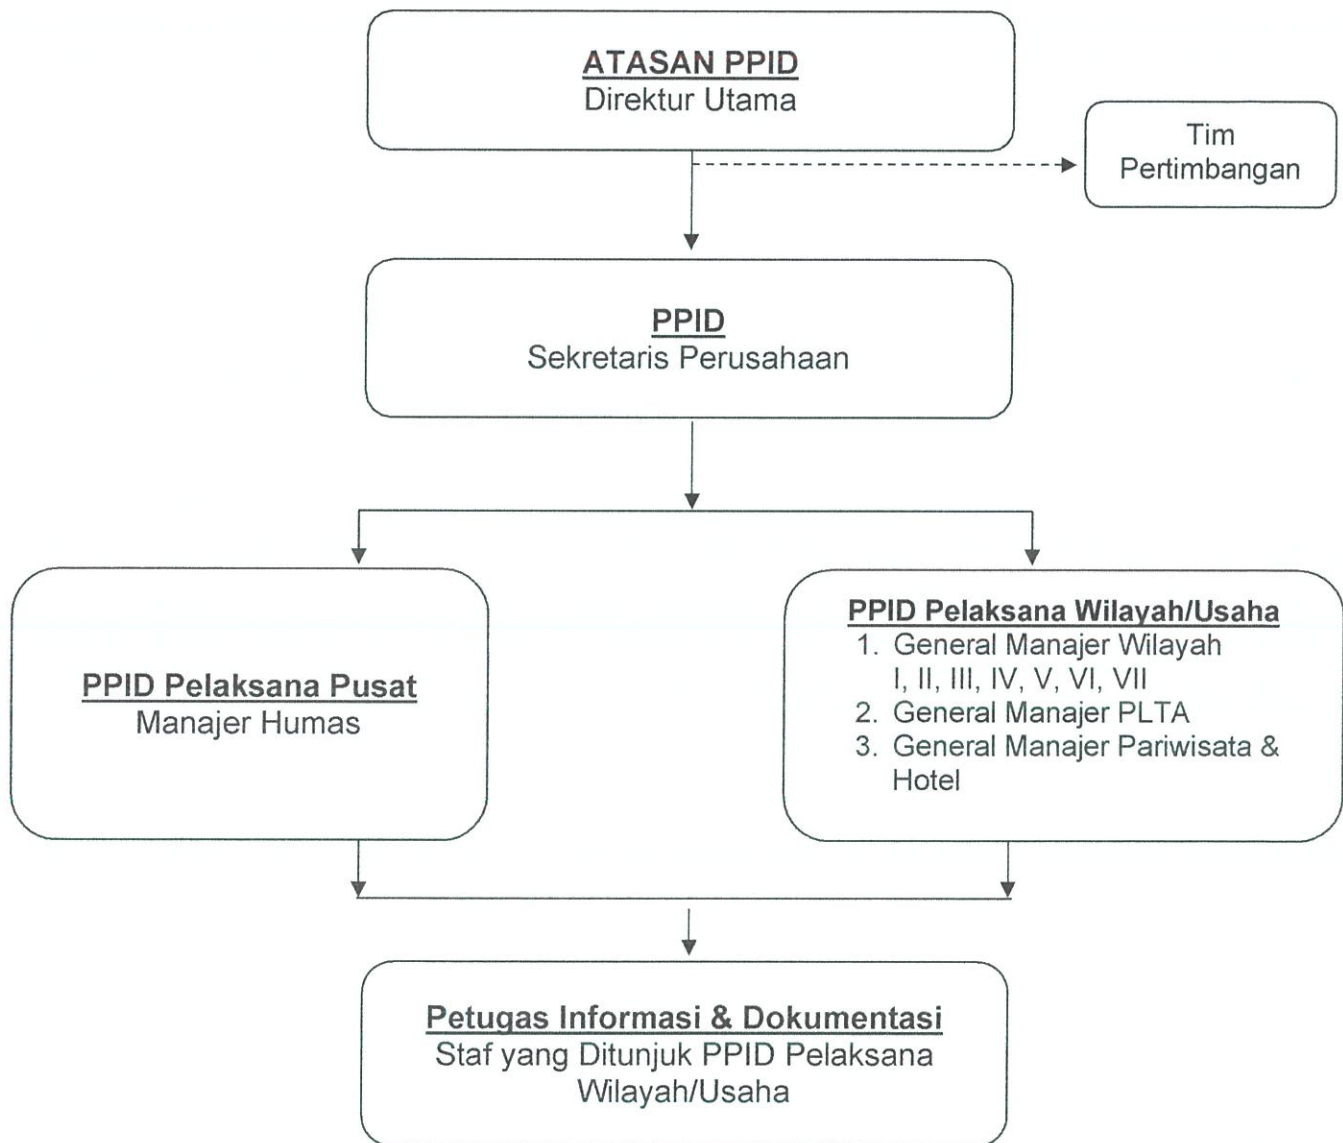 ATASAN PPID
Direktur Utama
Tim
Pertimbangan
PPID
Sekretaris Perusahaan
PPID Pelaksana Pusat
Manajer Humas
PPID Pelaksana Wilayah/Usaha
1. General Manajer Wilayah
I, II, III, IV, V, VI, VII
2. General Manajer PLTA
3. General Manajer Pariwisata &
Hotel
Petugas Informasi & Dokumentasi
Staf yang Ditunjuk PPID Pelaksana
Wilayah/Usaha